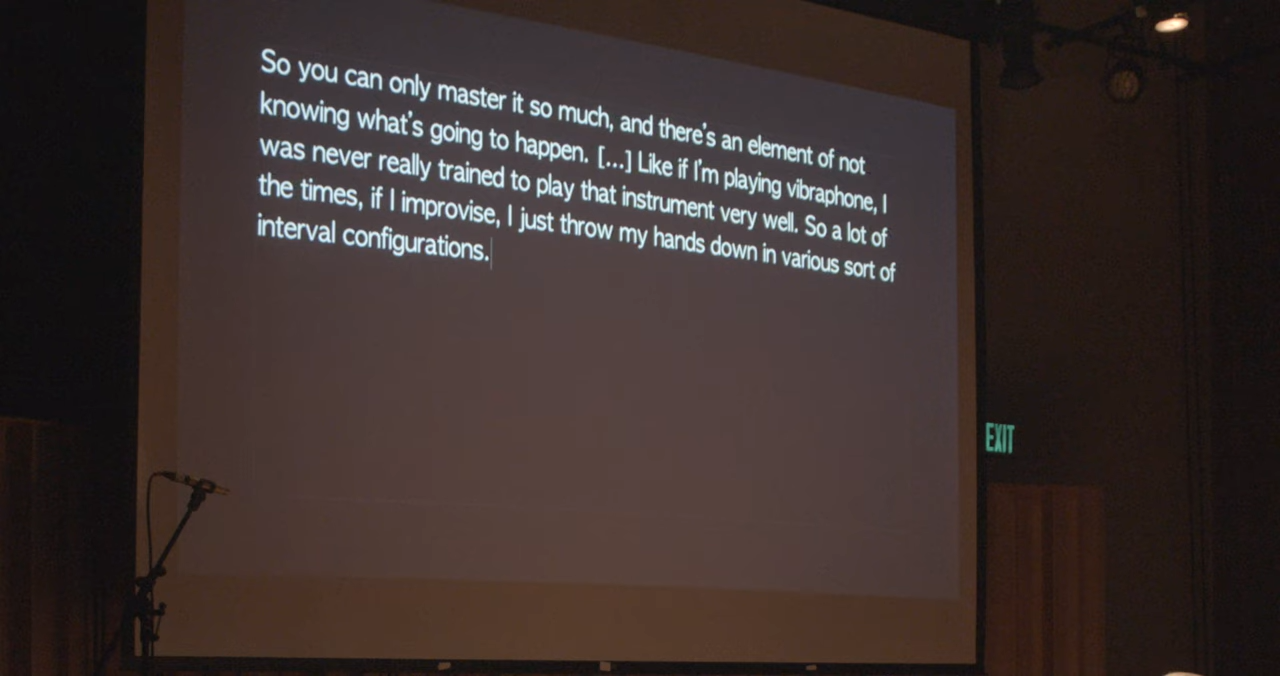 So you can only master it so much, and there's an element of not
knowing what's going to happen. [...] Like if I'm playing vibraphone, I
was never really trained to play that instrument very well. So a lot of
the times, if I improvise, I just throw my hands down in various sort of
interval configurations.
EXIT